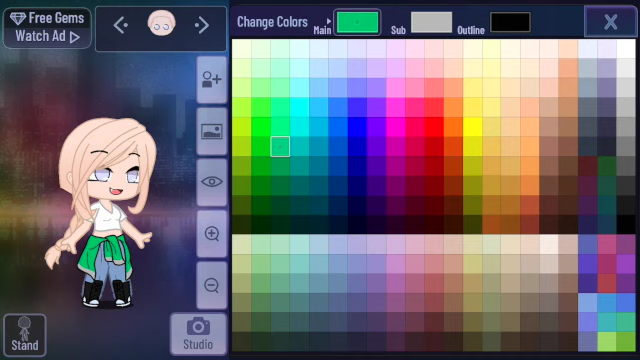 Free Gems
Watch Ad
Change Colors
Main
Sub
Outline
X
Stand
Studio